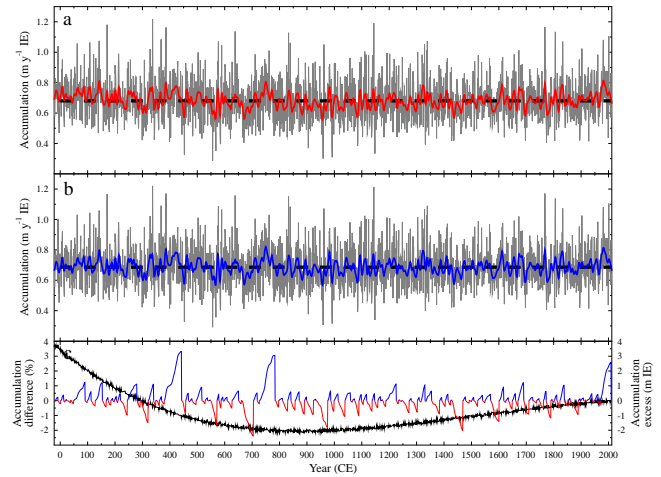 a
1.2
1.0
0.8
0.6
0.4
Accumulation (m y⁻¹ IE)
b
1.2
1.0
0.8
0.6
0.4
Accumulation (m y⁻¹ IE)
c
4
3
2
1
0
-1
-2
Accumulation
difference (%)
4
3
2
1
0
-1
-2
Accumulation
excess (m IE)
0 100 200 300 400 500 600 700 800 900 1000 1100 1200 1300 1400 1500 1600 1700 1800 1900 2000
Year (CE)